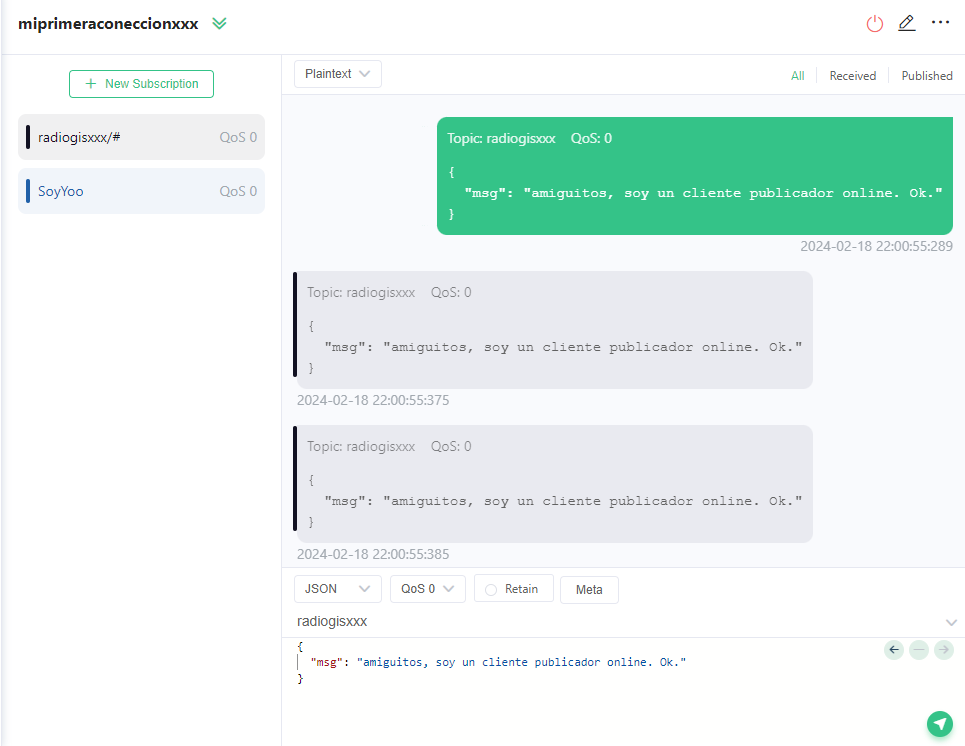 miprimeraconeccionxxx
New Subscription
radiogisxxx/# QoS 0
SoyYoo QoS 0
Plaintext
All Received Published
Topic: radiogisxxx QoS: 0
{
"msg": "amiguitos, soy un cliente publicador online. Ok."
}
2024-02-18 22:00:55:289
Topic: radiogisxxx QoS: 0
{
"msg": "amiguitos, soy un cliente publicador online. Ok."
}
2024-02-18 22:00:55:375
Topic: radiogisxxx QoS: 0
{
"msg": "amiguitos, soy un cliente publicador online. Ok."
}
2024-02-18 22:00:55:385
JSON QoS 0 Retain Meta
radiogisxxx
{
"msg": "amiguitos, soy un cliente publicador online. Ok."
}